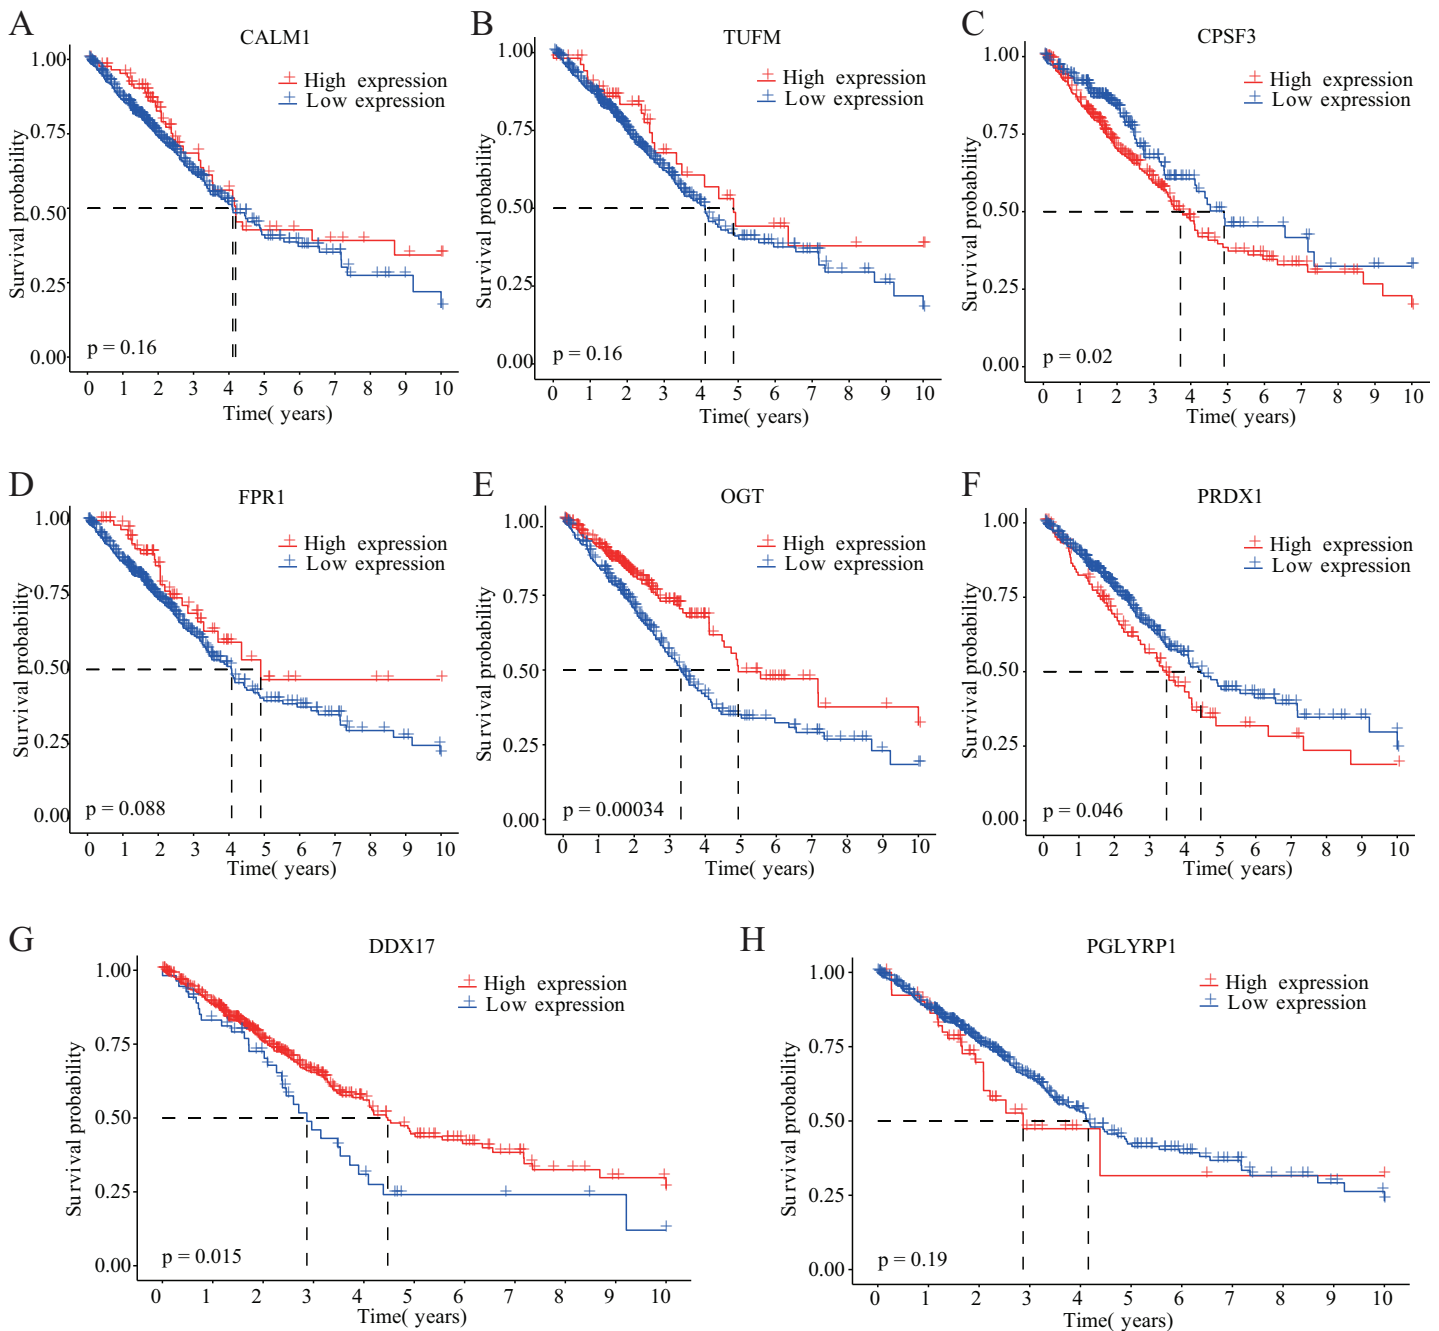 A
CALM1
High expression
Low expression
Survival probability
1.00
0.75
0.50
0.25
0.00
p = 0.16
0 1 2 3 4 5 6 7 8 9 10
Time( years)
B
TUFM
High expression
Low expression
Survival probability
1.00
0.75
0.50
0.25
0.00
p = 0.16
0 1 2 3 4 5 6 7 8 9 10
Time( years)
C
CPSF3
High expression
Low expression
Survival probability
1.00
0.75
0.50
0.25
0.00
p = 0.02
0 1 2 3 4 5 6 7 8 9 10
Time( years)
D
FPR1
High expression
Low expression
Survival probability
1.00
0.75
0.50
0.25
0.00
p = 0.088
0 1 2 3 4 5 6 7 8 9 10
Time( years)
E
OGT
High expression
Low expression
Survival probability
1.00
0.75
0.50
0.25
0.00
p = 0.00034
0 1 2 3 4 5 6 7 8 9 10
Time( years)
F
PRDX1
High expression
Low expression
Survival probability
1.00
0.75
0.50
0.25
0.00
p = 0.046
0 1 2 3 4 5 6 7 8 9 10
Time( years)
G
DDX17
High expression
Low expression
Survival probability
1.00
0.75
0.50
0.25
0.00
p = 0.015
0 1 2 3 4 5 6 7 8 9 10
Time( years)
H
PGLYRP1
High expression
Low expression
Survival probability
1.00
0.75
0.50
0.25
0.00
p = 0.19
0 1 2 3 4 5 6 7 8 9 10
Time( years)